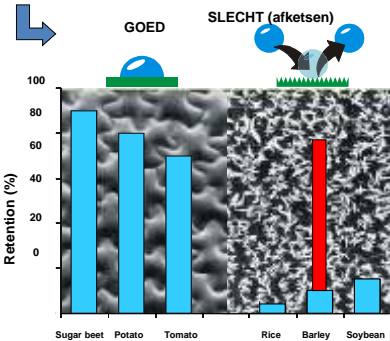 SLECHT (afketsen)
GOED
100
80
60
40
20
0
Retention (%)
Sugar beet Potato Tomato Rice Barley Soybean